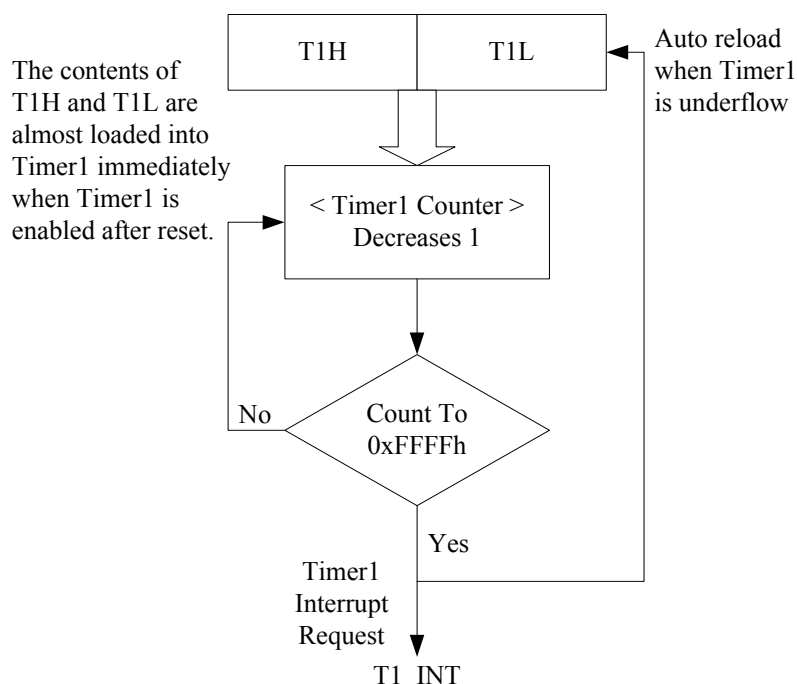 T1H
T1L
Auto reload
when Timer1
is underflow
The contents of
T1H and T1L are
almost loaded into
Timer1 immediately
when Timer1 is
enabled after reset.
< Timer1 Counter >
Decreases 1
No
Count To
0xFFFFh
Yes
Timer1
Interrupt
Request
T1 INT